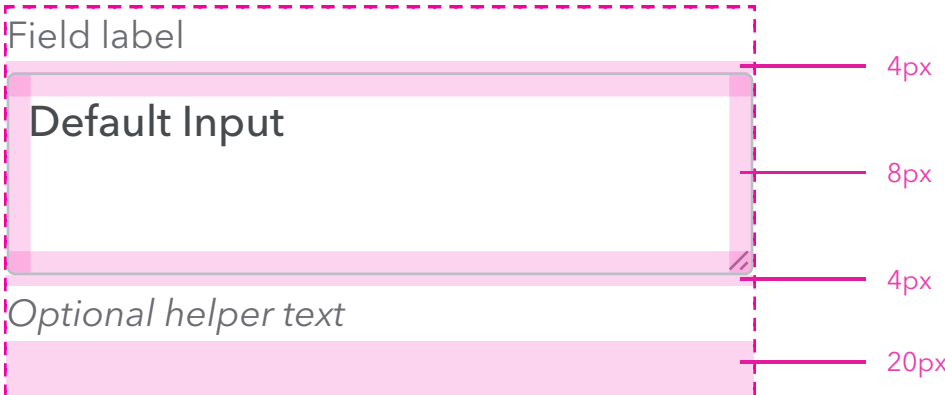 Field label
4px
Default Input
8px
4px
Optional helper text
20px